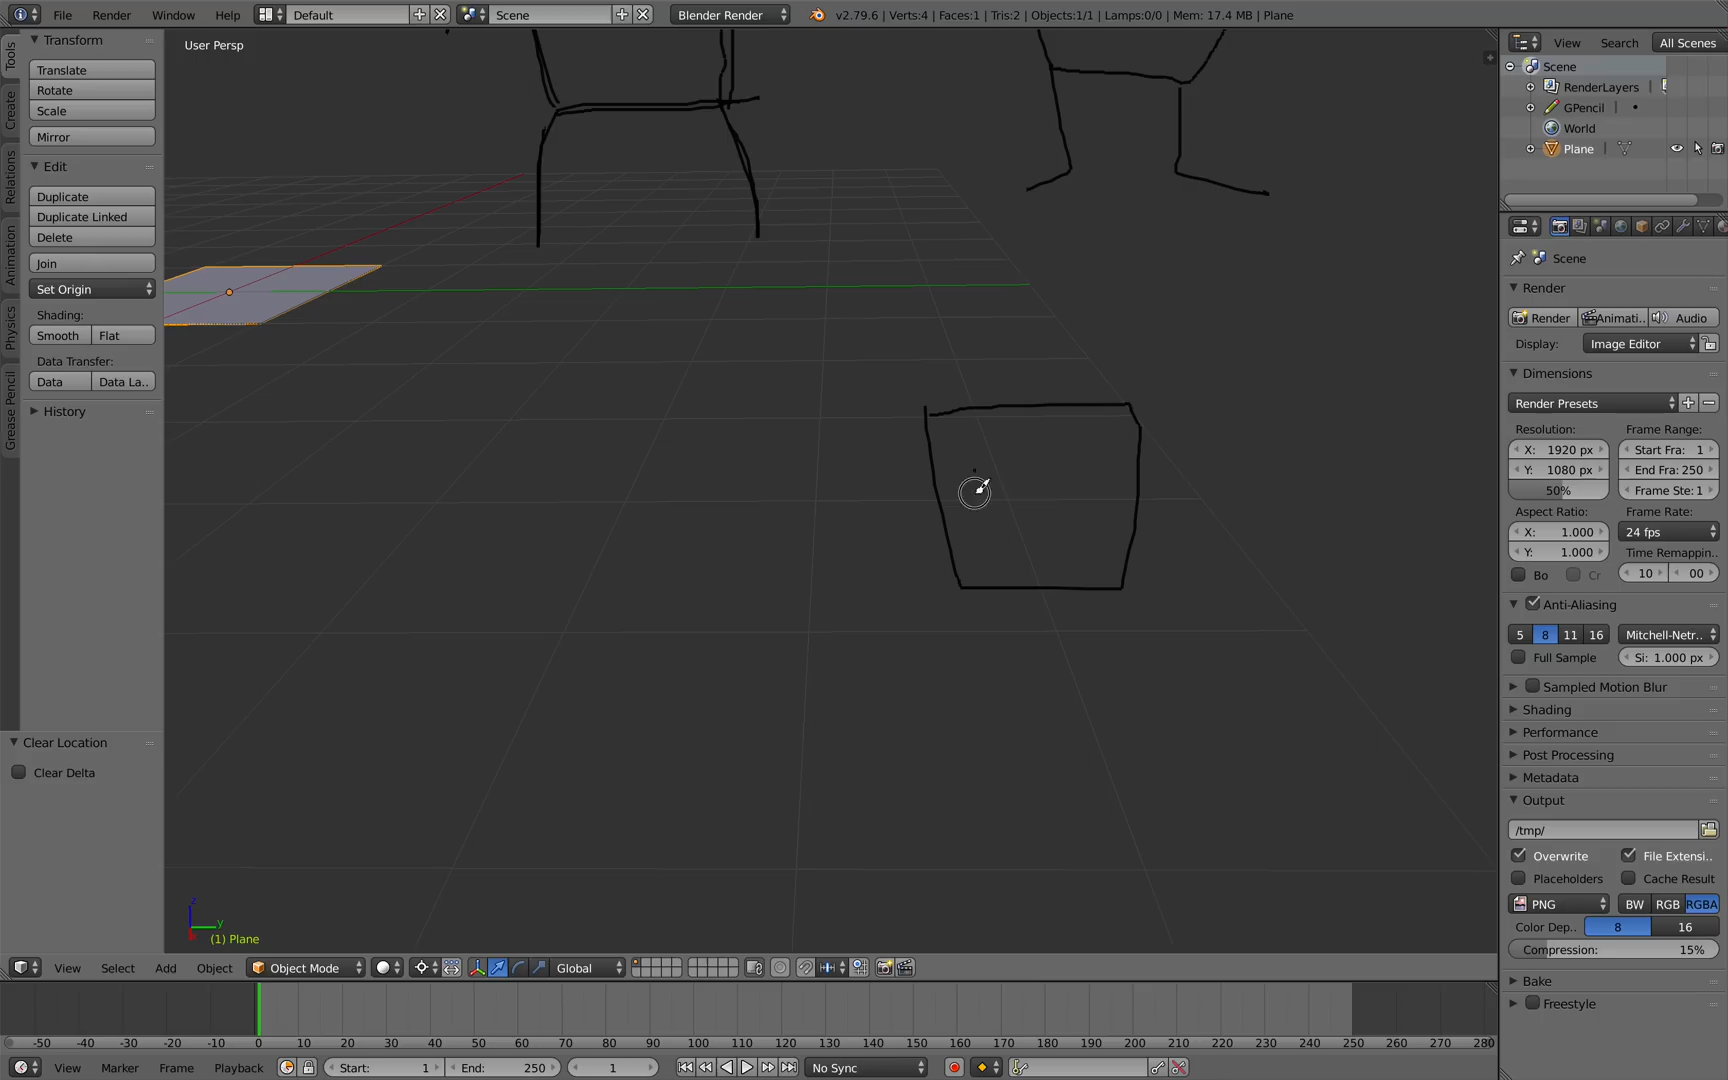 File Render Window Help Default Scene Blender Render v2.79.6 | Verts:4 | Faces:1 | Tris:2 | Objects:1/1 | Lamps:0/0 | Mem: 17.4 MB | Plane
Tools
Create
Relations
Animation
Physics
Grease Pencil
Transform
Translate
Rotate
Scale
Mirror
Edit
Duplicate
Duplicate Linked
Delete
Join
Set Origin
Shading:
Smooth Flat
Data Transfer:
Data Data La..
History
Clear Location
Clear Delta
User Persp
z
y
(1) Plane
View Search All Scenes
Scene
RenderLayers |
GPencil |
World
Plane |
Scene
Render
Render Animati.. Audio
Display: Image Editor
Dimensions
Render Presets
Resolution: Frame Range:
X: 1920 px Start Fra: 1
Y: 1080 px End Fra: 250
50% Frame Ste: 1
Aspect Ratio: Frame Rate:
X: 1.000 24 fps
Y: 1.000 Time Remappin..
Bo Cr 10 00
Anti-Aliasing
5 8 11 16 Mitchell-Netr..
Full Sample Si: 1.000 px
Sampled Motion Blur
Shading
Performance
Post Processing
Metadata
Output
/tmp/
Overwrite File Extensi..
Placeholders Cache Result
PNG BW RGB RGBA
Color Dep.. 8 16
Compression: 15%
Bake
Freestyle
View Select Add Object Object Mode Global
-50 -40 -30 -20 -10 0 10 20 30 40 50 60 70 80 90 100 110 120 130 140 150 160 170 180 190 200 210 220 230 240 250 260 270 280
View Marker Frame Playback Start: 1 End: 250 1 No Sync